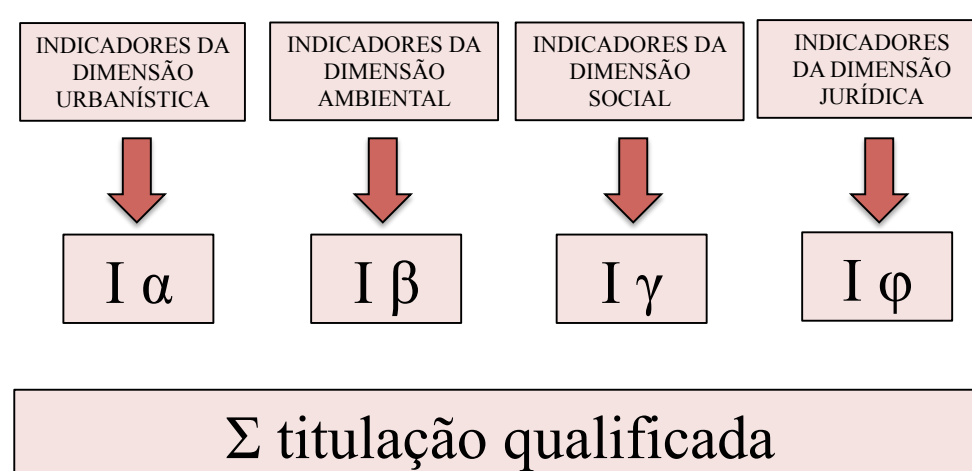 INDICADORES DA
DIMENSÃO
URBANÍSTICA
INDICADORES DA
DIMENSÃO
AMBIENTAL
INDICADORES DA
DIMENSÃO
SOCIAL
INDICADORES
DA DIMENSÃO
JURÍDICA
I α
I β
I γ
I φ
Σ titulação qualificada